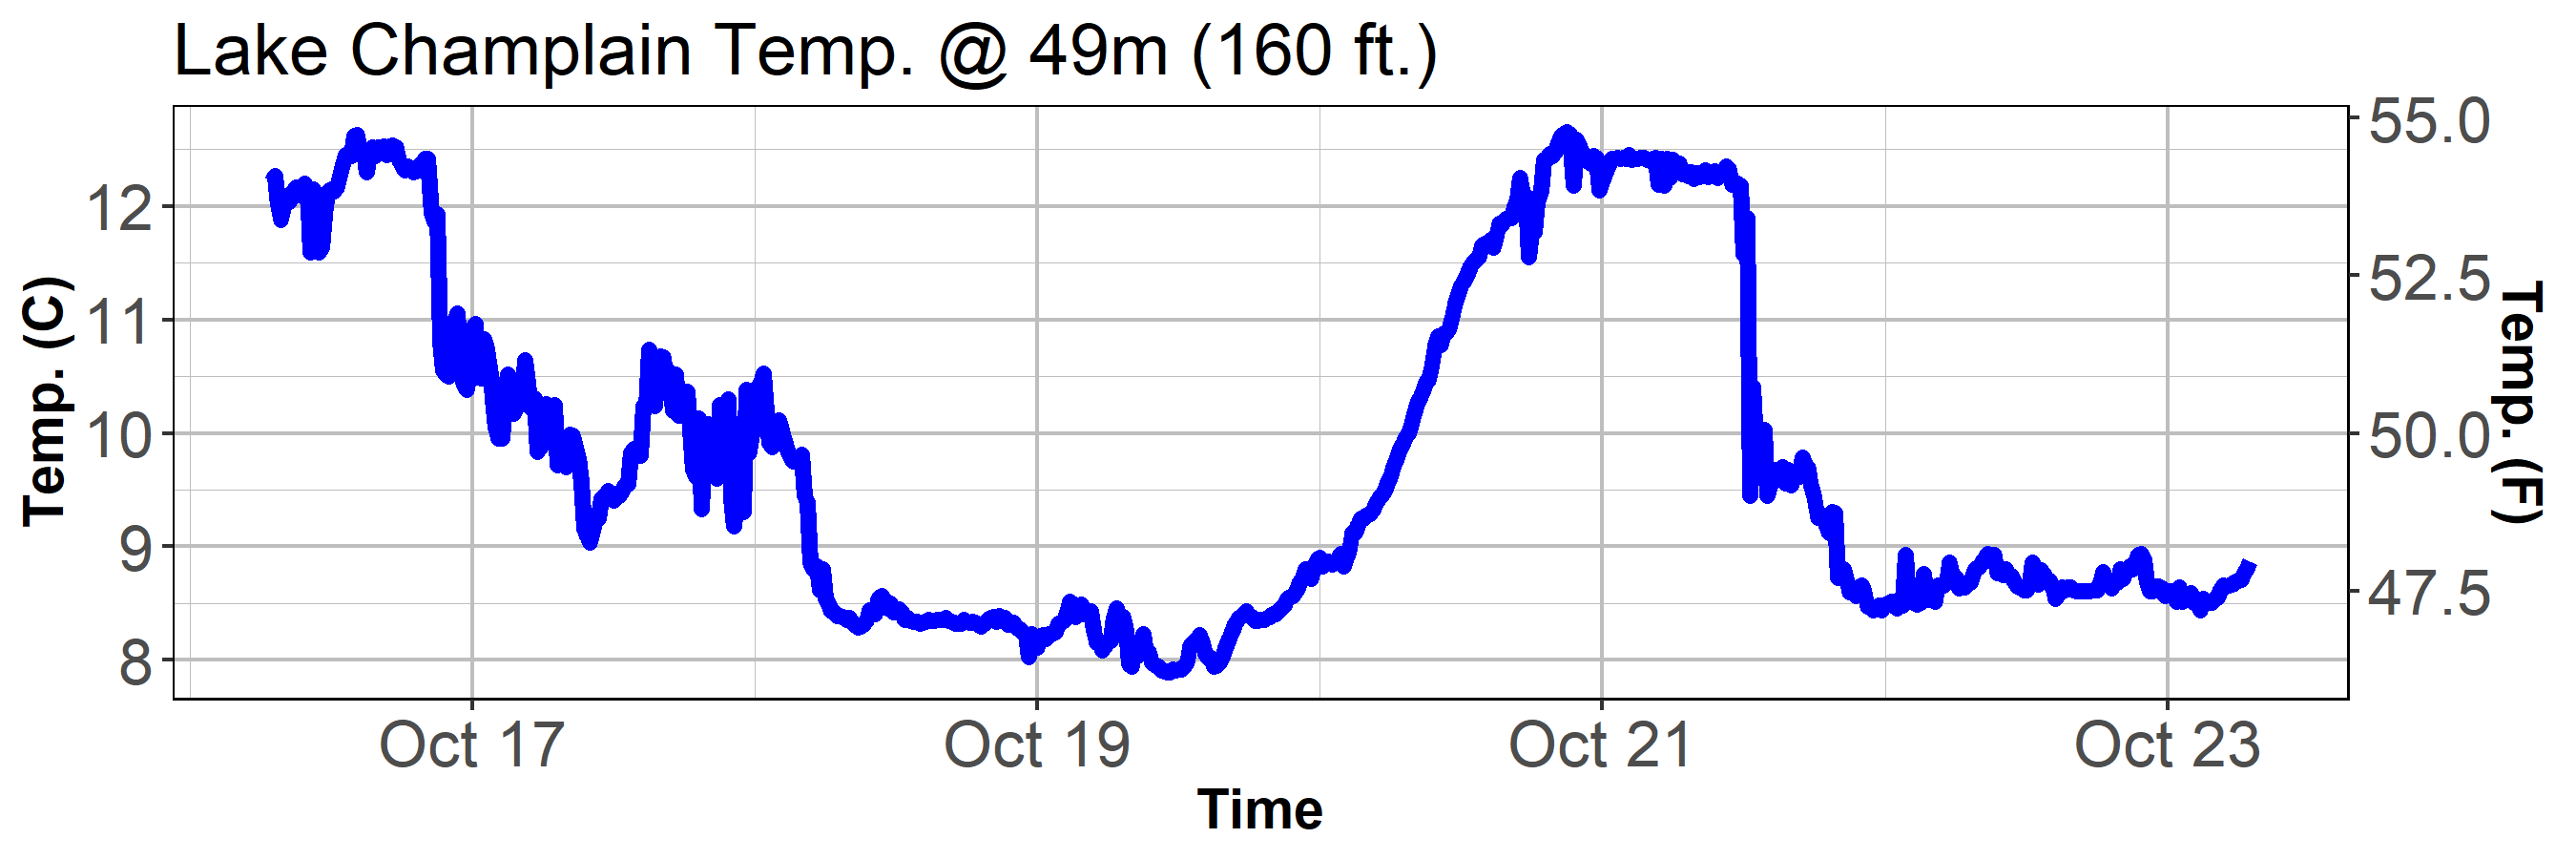 Lake Champlain Temp. @ 49m (160 ft.)
Temp. (C)
12
11
10
9
8
55.0
52.5
50.0
47.5
Temp. (F)
Oct 17 Oct 19 Oct 21 Oct 23
Time